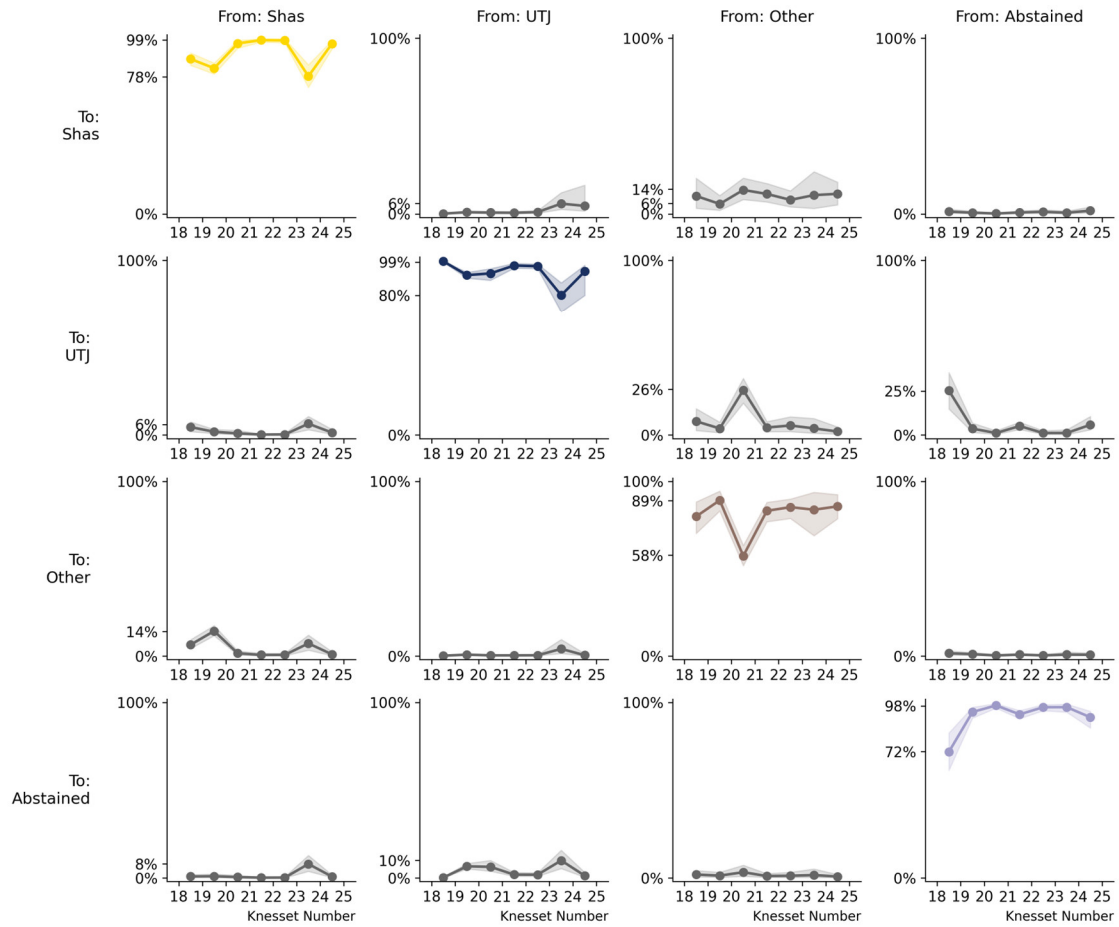 From: Shas From: UTJ From: Other From: Abstained
99% 100% 100% 100%
78%
To:
Shas
14%
6% 6%
0% 0% 0% 0%
18 19 20 21 22 23 24 25 18 19 20 21 22 23 24 25 18 19 20 21 22 23 24 25 18 19 20 21 22 23 24 25
100% 99% 100% 100%
80%
To:
UTJ
26% 25%
6%
0% 0% 0% 0%
18 19 20 21 22 23 24 25 18 19 20 21 22 23 24 25 18 19 20 21 22 23 24 25 18 19 20 21 22 23 24 25
100% 100% 100% 100%
89%
To:
Other
58%
14%
0% 0% 0% 0%
18 19 20 21 22 23 24 25 18 19 20 21 22 23 24 25 18 19 20 21 22 23 24 25 18 19 20 21 22 23 24 25
100% 100% 100% 98%
72%
To:
Abstained
8% 10%
0% 0% 0% 0%
18 19 20 21 22 23 24 25 18 19 20 21 22 23 24 25 18 19 20 21 22 23 24 25 18 19 20 21 22 23 24 25
Knesset Number Knesset Number Knesset Number Knesset Number